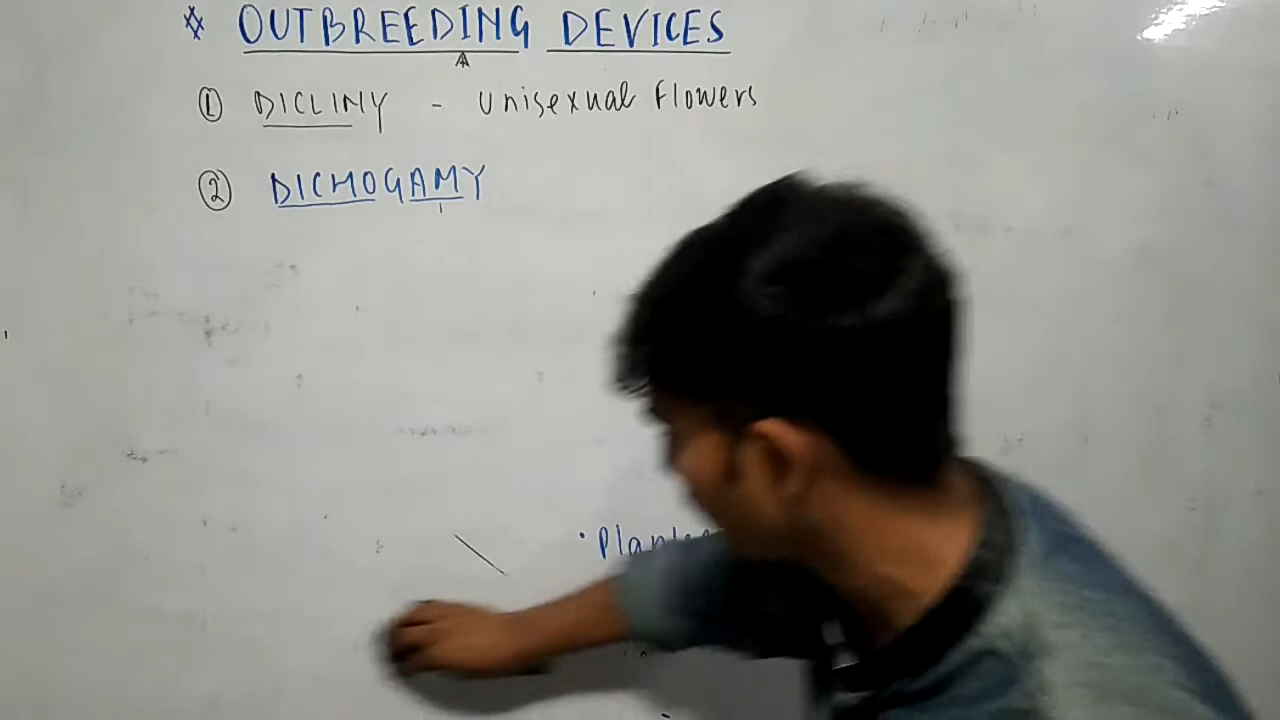 * OUTBREEDING DEVICES
① DICLINY - Unisexual Flowers
② DICHOGAMY